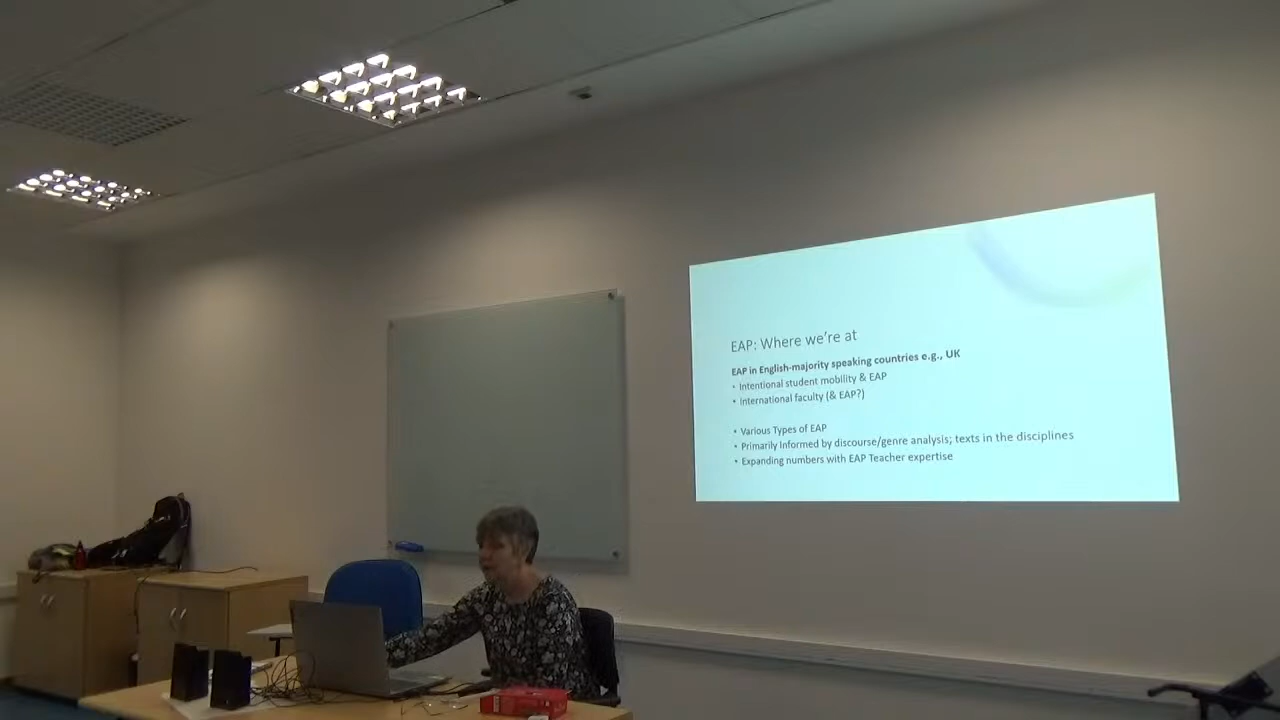 EAP: Where we're at
EAP in English-majority speaking countries e.g., UK
• Intentional student mobility & EAP
• International faculty (& EAP?)
• Various Types of EAP
• Primarily Informed by discourse/genre analysis; texts in the disciplines
• Expanding numbers with EAP Teacher expertise